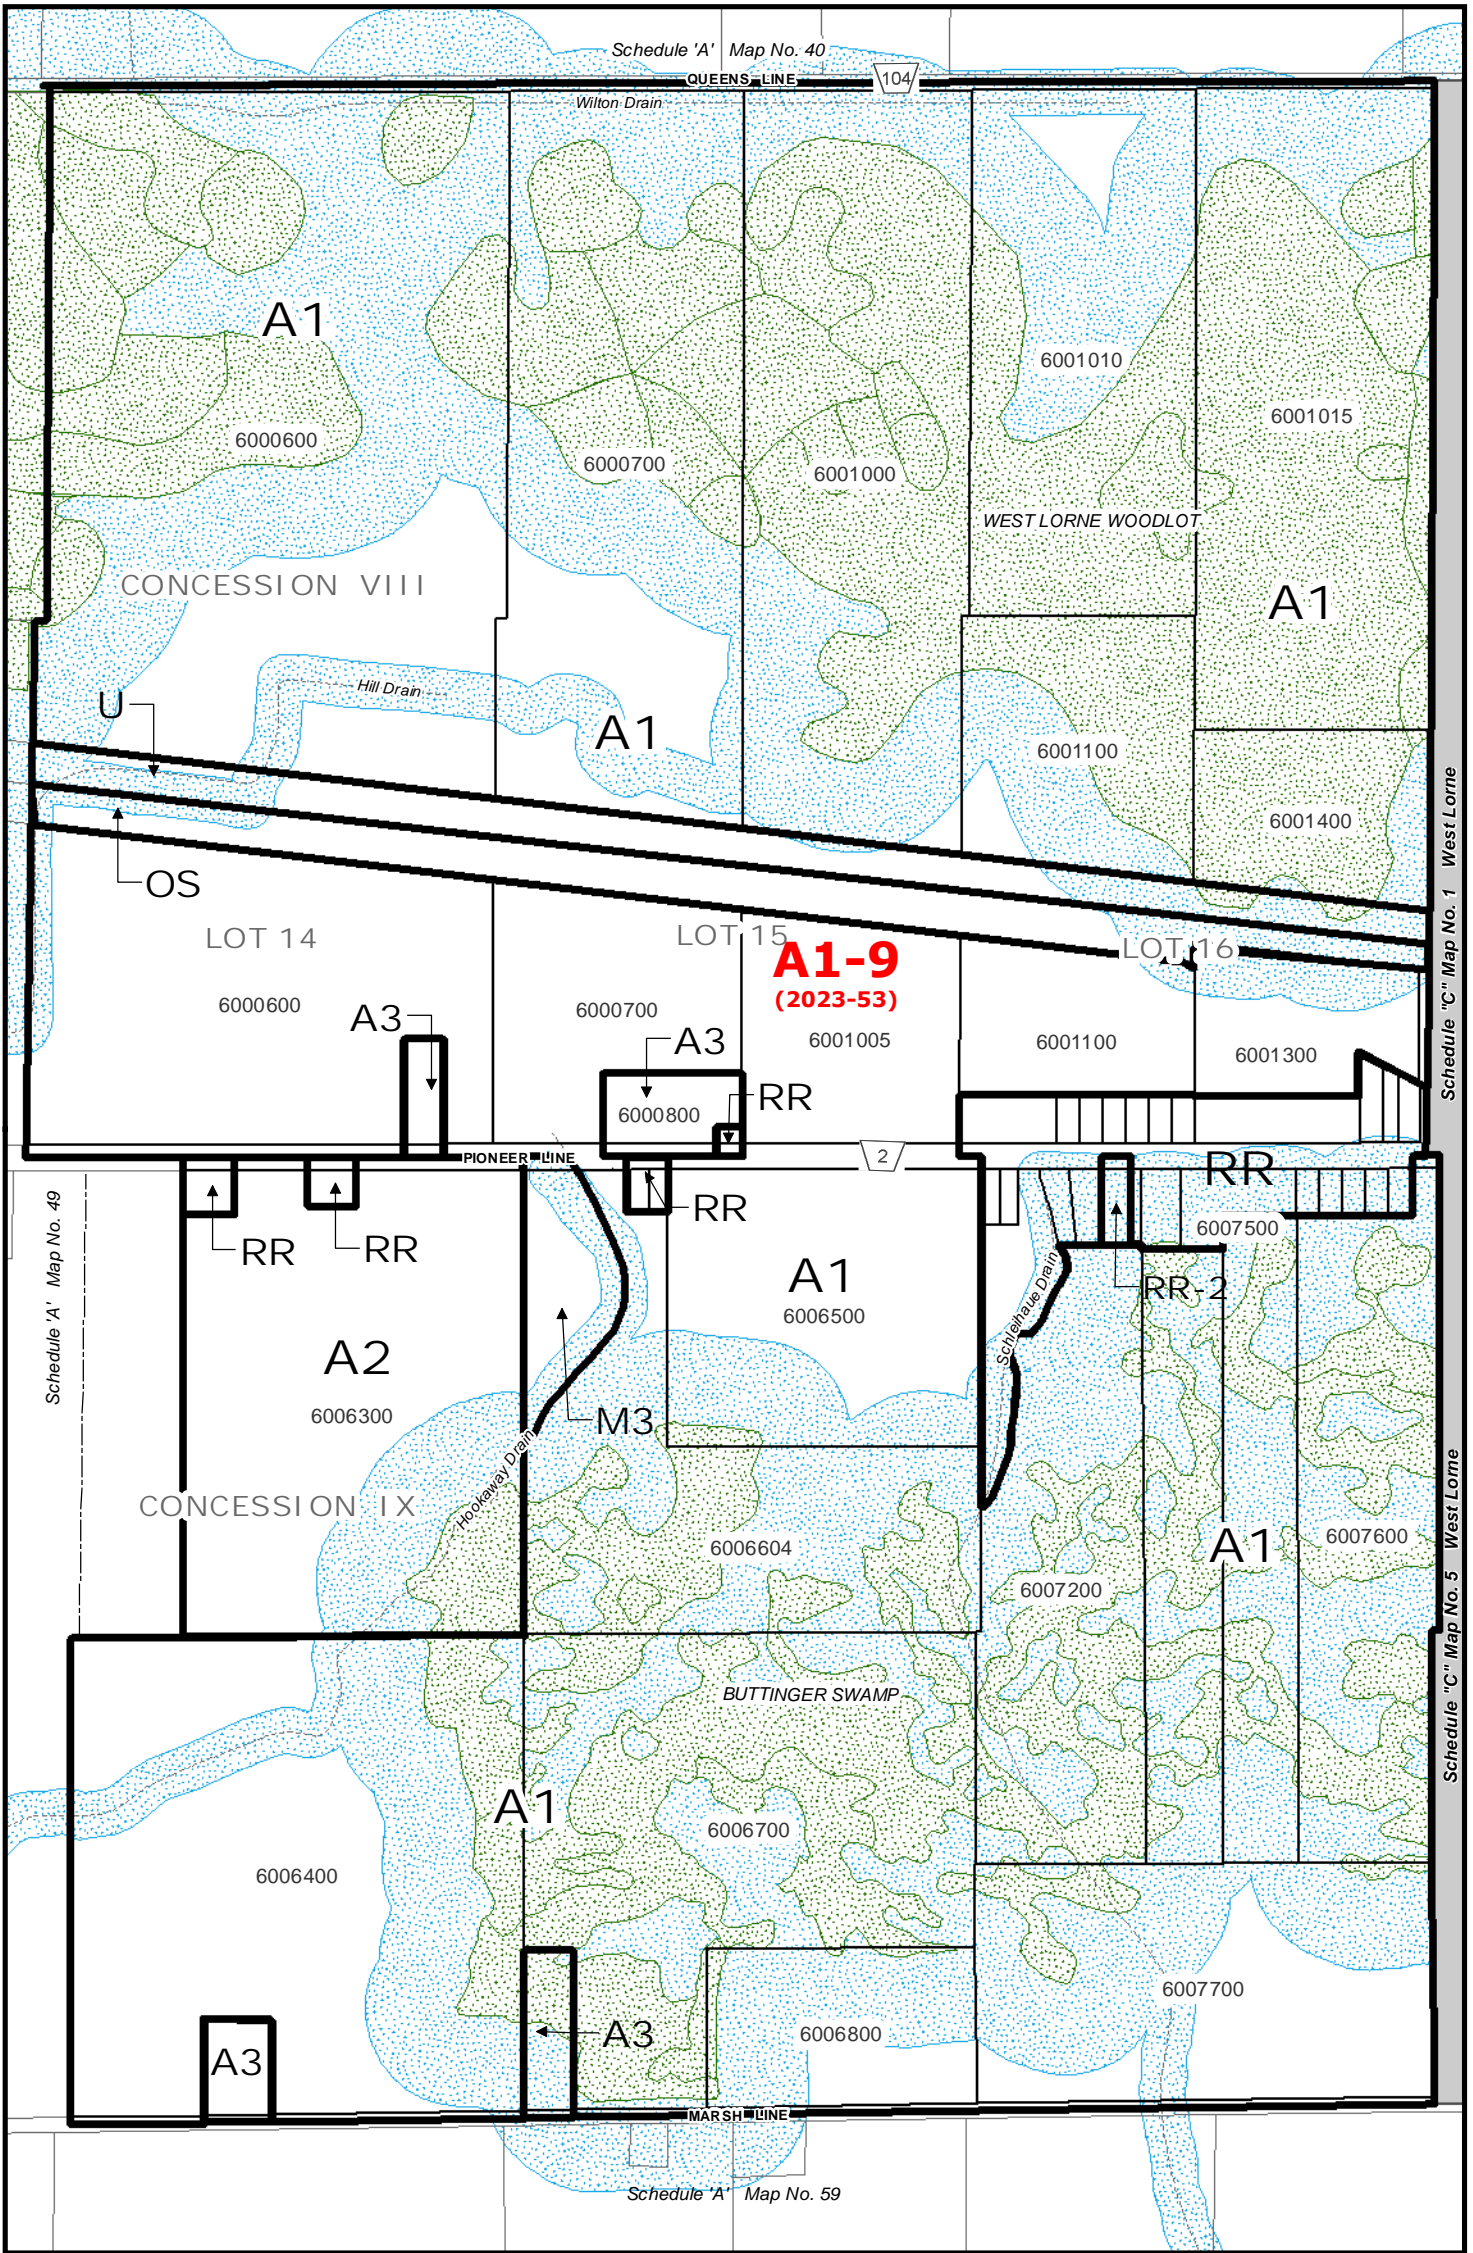 Schedule 'A' Map No. 40
QUEENS LINE
104
Wilton Drain
A1
6001010
6001015
6000600
6000700
6001000
WEST LORNE WOODLOT
CONCESSION VIII
A1
Hill Drain
U
A1
6001100
6001400
OS
LOT 14
LOT 15
LOT 16
A1-9
(2023-53)
6000600
6000700
A3
A3
6001005
6001100
6001300
6000800
RR
Schedule "C" Map No. 1 West Lorne
PIONEER LINE
2
RR
Schedule 'A' Map No. 49
RR
RR
RR
6007500
A1
RR-2
6006500
Schleihaue Drain
A2
6006300
M3
Hookaway Drain
CONCESSION IX
6006604
A1
6007600
6007200
Schedule "C" Map No. 5 West Lorne
BUTTINGER SWAMP
A1
6006700
6006400
6007700
A3
A3
6006800
MARSH LINE
Schedule 'A' Map No. 59